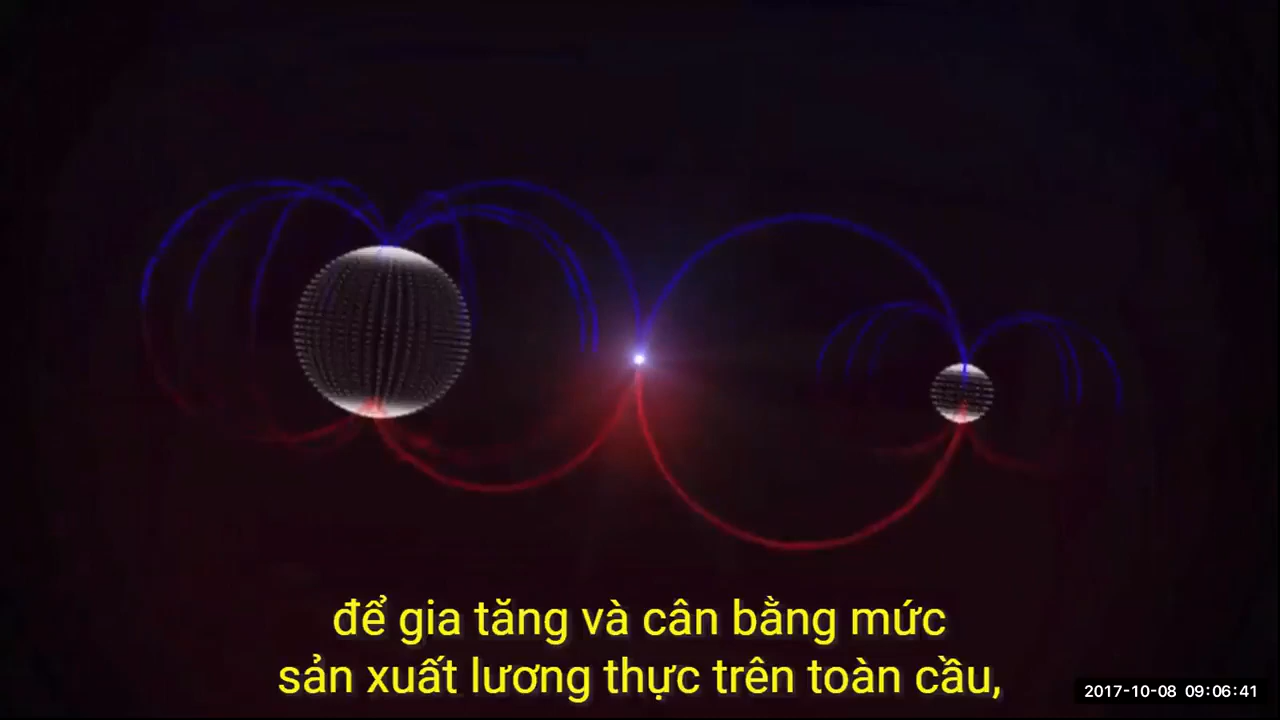 để gia tăng và cân bằng mức
sản xuất lương thực trên toàn cầu,
2017-10-08 09:06:41